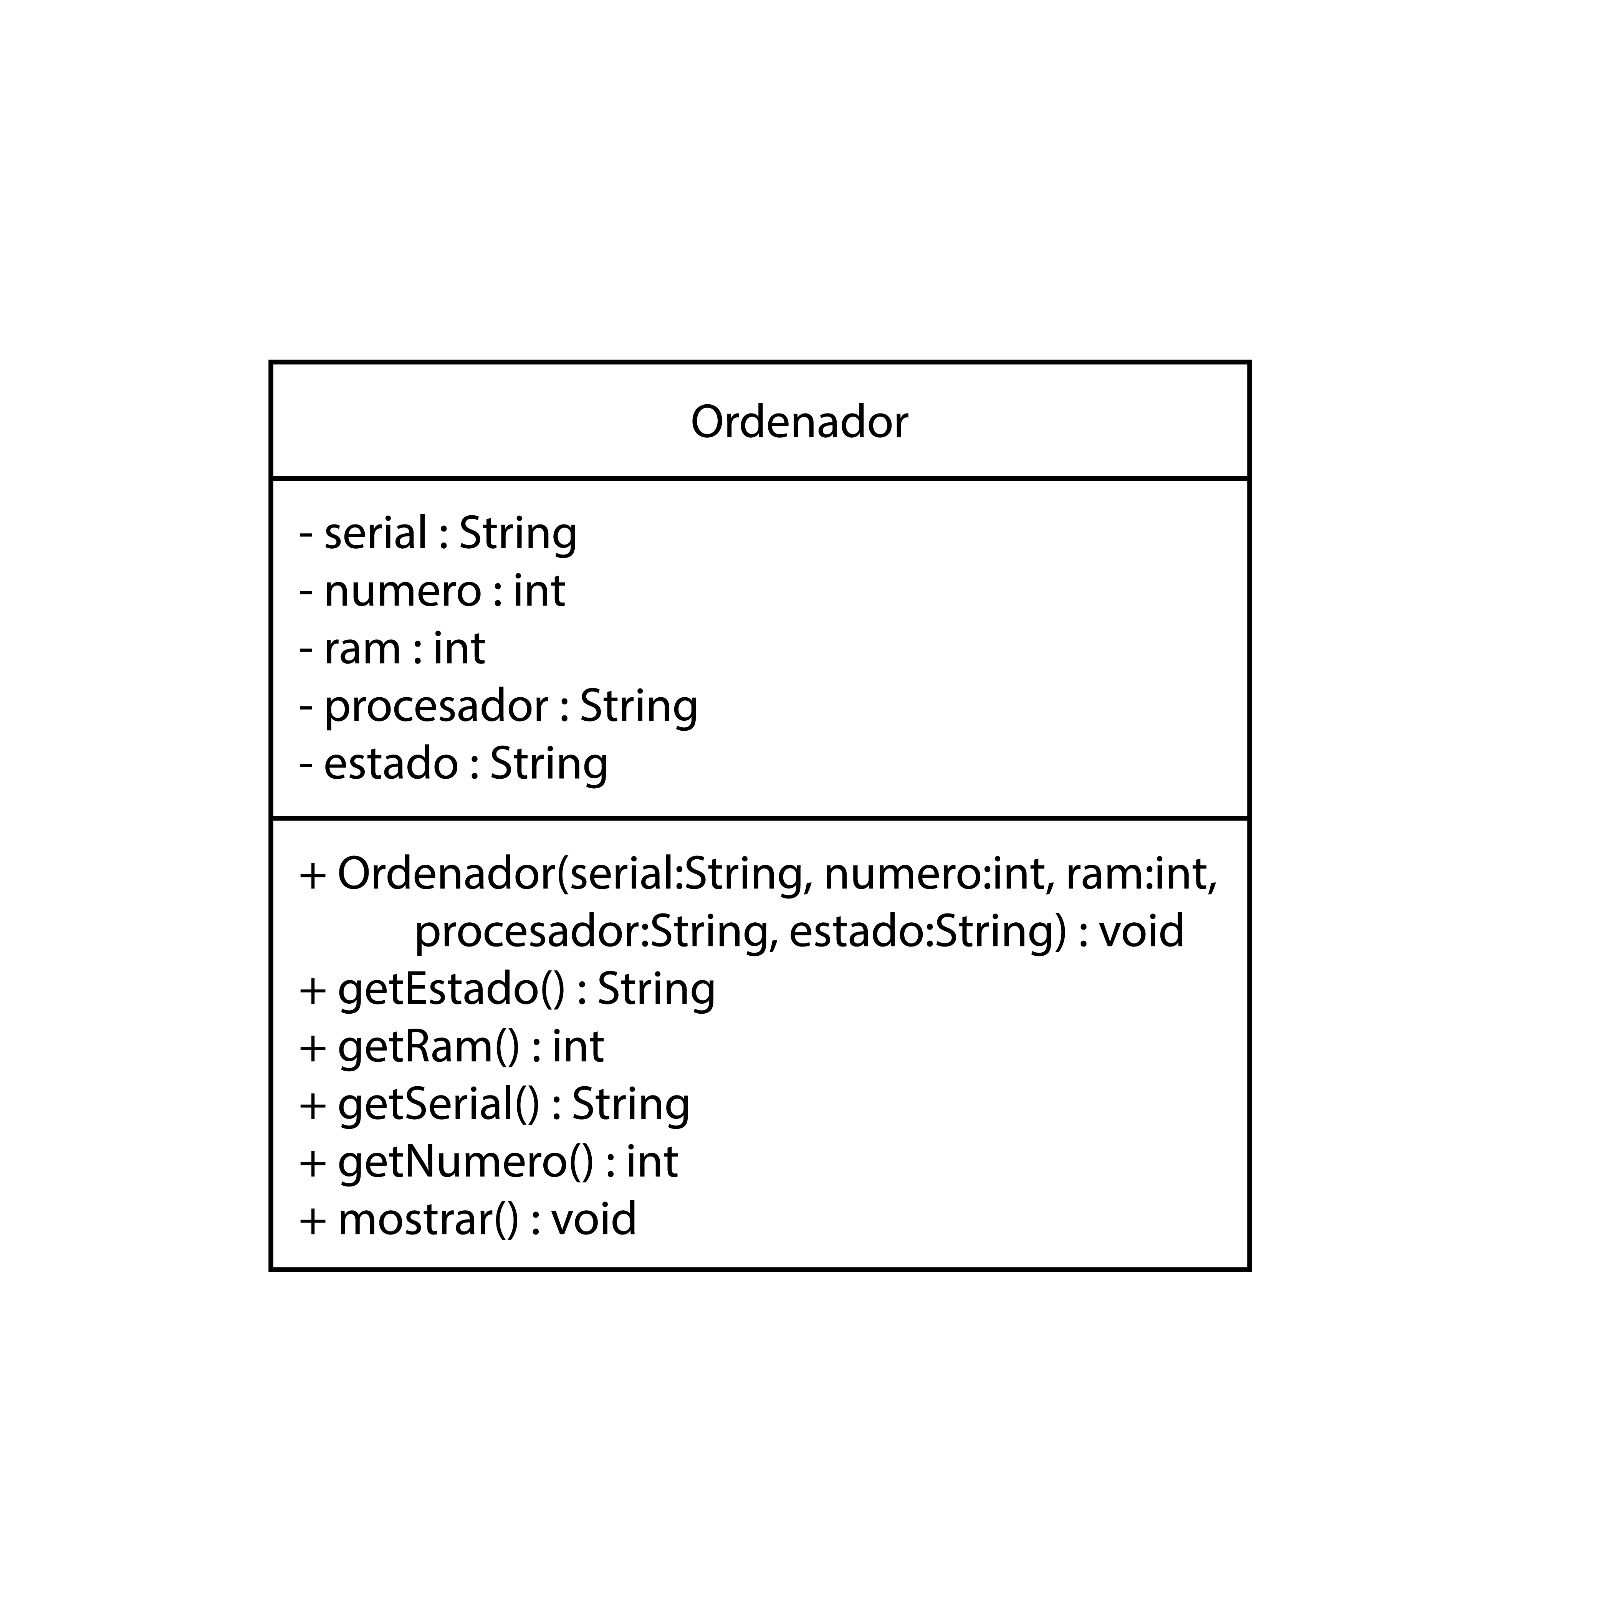 Ordenador
- serial : String
- numero : int
- ram : int
- procesador : String
- estado : String
+ Ordenador(serial:String, numero:int, ram:int,
procesador:String, estado:String) : void
+ getEstado() : String
+ getRam() : int
+ getSerial() : String
+ getNumero() : int
+ mostrar() : void